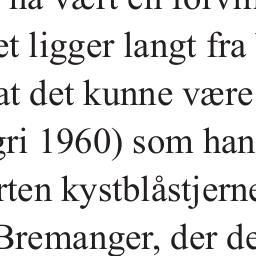 ha vært en forvi
et ligger langt fra
at det kunne være
gri 1960) som han
rten kystblåstjerne
Bremanger, der de